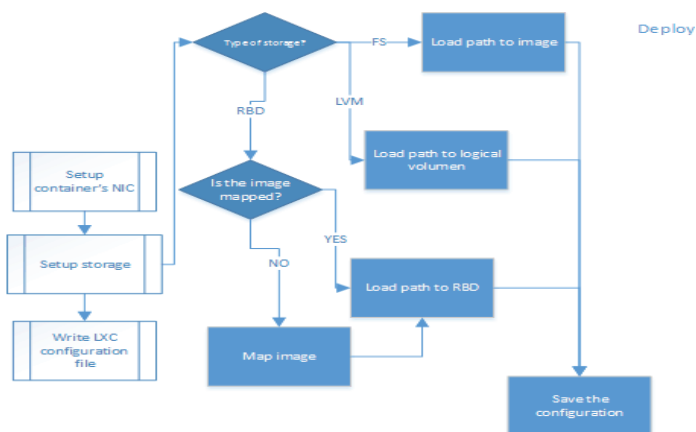 Deploy
Type of storage?
FS
Load path to image
LVM
RBD
Load path to logical
volumen
Setup
container's NIC
Is the image
mapped?
YES
Setup storage
NO
Load path to RBD
Write LXC
configuration
file
Map image
Save the
configuration